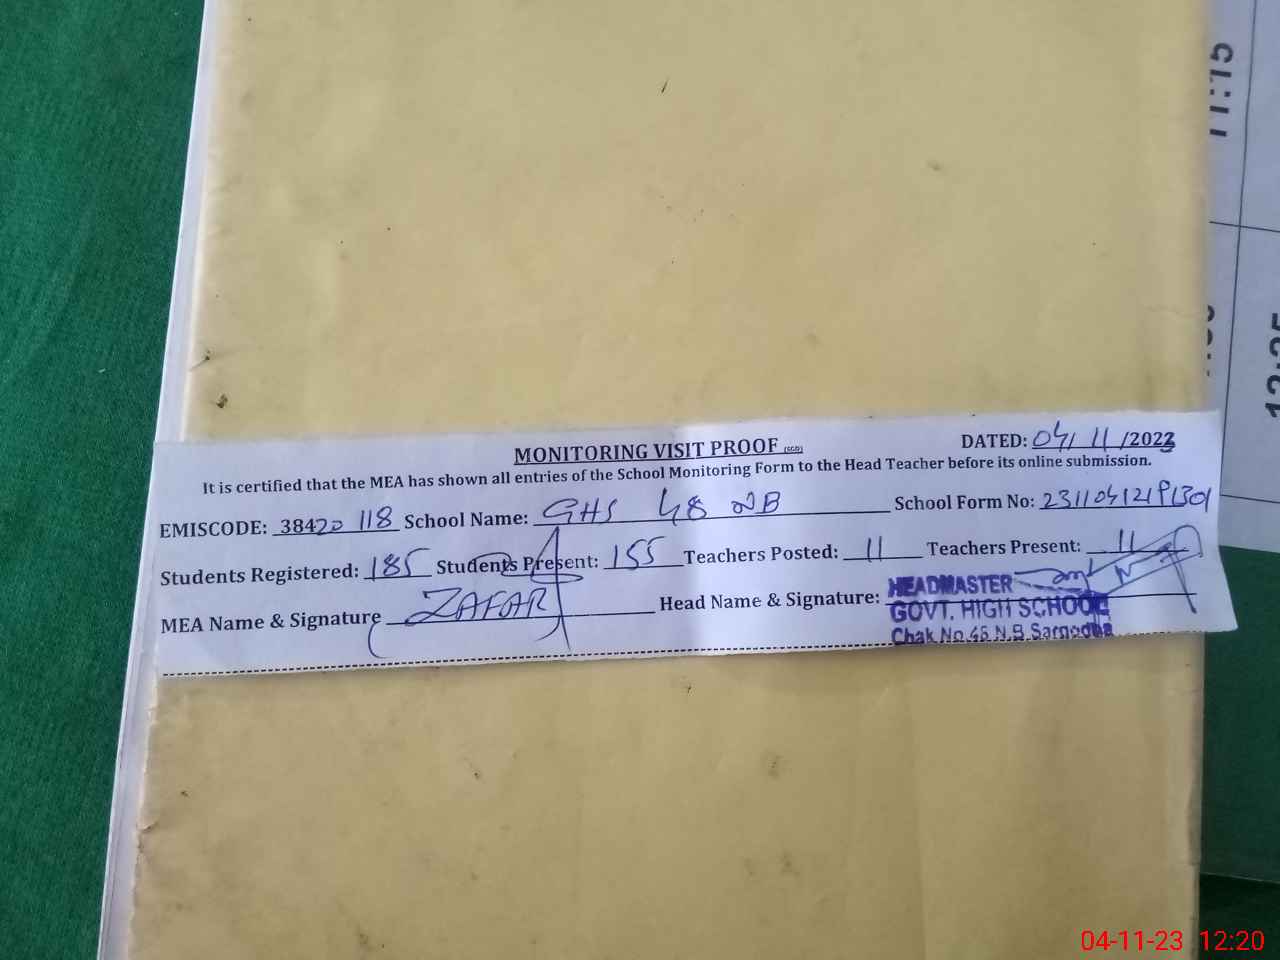 11:15
12:25
MONITORING VISIT PROOF
DATED: 04/11/2023
It is certified that the MEA has shown all entries of the School Monitoring Form to the Head Teacher before its online submission.
EMISCODE: 38420118 School Name: GHS 48 NB School Form No:
Students Registered: 185 Students Present: 155 Teachers Posted: 11 Teachers Present: 11
MEA Name & Signature ZAFAR Head Name & Signature:
HEADMASTER
GOVT. HIGH SCHOOL
Chak No. N.B Sargodha
04-11-23 12:20